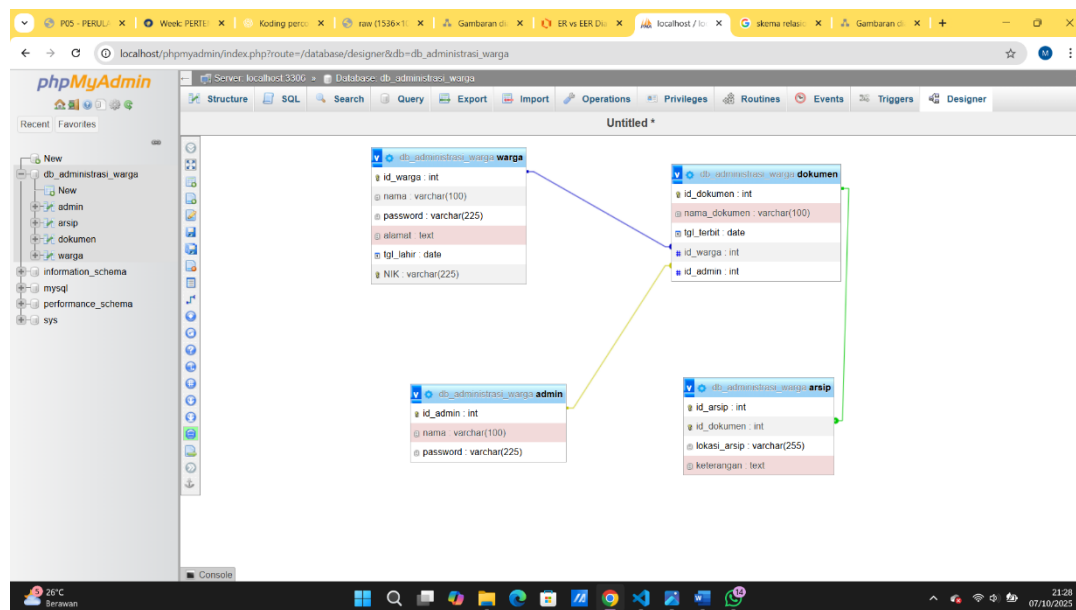 P05 - PERULA
Week: PERTE
Koding perco
raw (1536×10
Gambaran di
ER vs EER Dia
localhost / lo
skema relasi
Gambaran di
localhost/phpmyadmin/index.php?route=/database/designer&db=db_administrasi_warga
M
phpMyAdmin
Recent Favorites
New
db_administrasi_warga
New
admin
arsip
dokumen
warga
information_schema
mysql
performance_schema
sys
Server: localhost:3306 » Database: db_administrasi_warga
Structure SQL Search Query Export Import Operations Privileges Routines Events Triggers Designer
Untitled *
v db_administrasi_warga warga
id_warga : int
nama : varchar(100)
password : varchar(225)
alamat : text
tgl_lahir : date
NIK : varchar(225)
v db_administrasi_warga dokumen
id_dokumen : int
nama_dokumen : varchar(100)
tgl_terbit : date
# id_warga : int
# id_admin : int
v db_administrasi_warga admin
id_admin : int
nama : varchar(100)
password : varchar(225)
v db_administrasi_warga arsip
id_arsip : int
id_dokumen : int
lokasi_arsip : varchar(255)
keterangan : text
Console
5
26°C
Berawan
14
21:28
07/10/2025